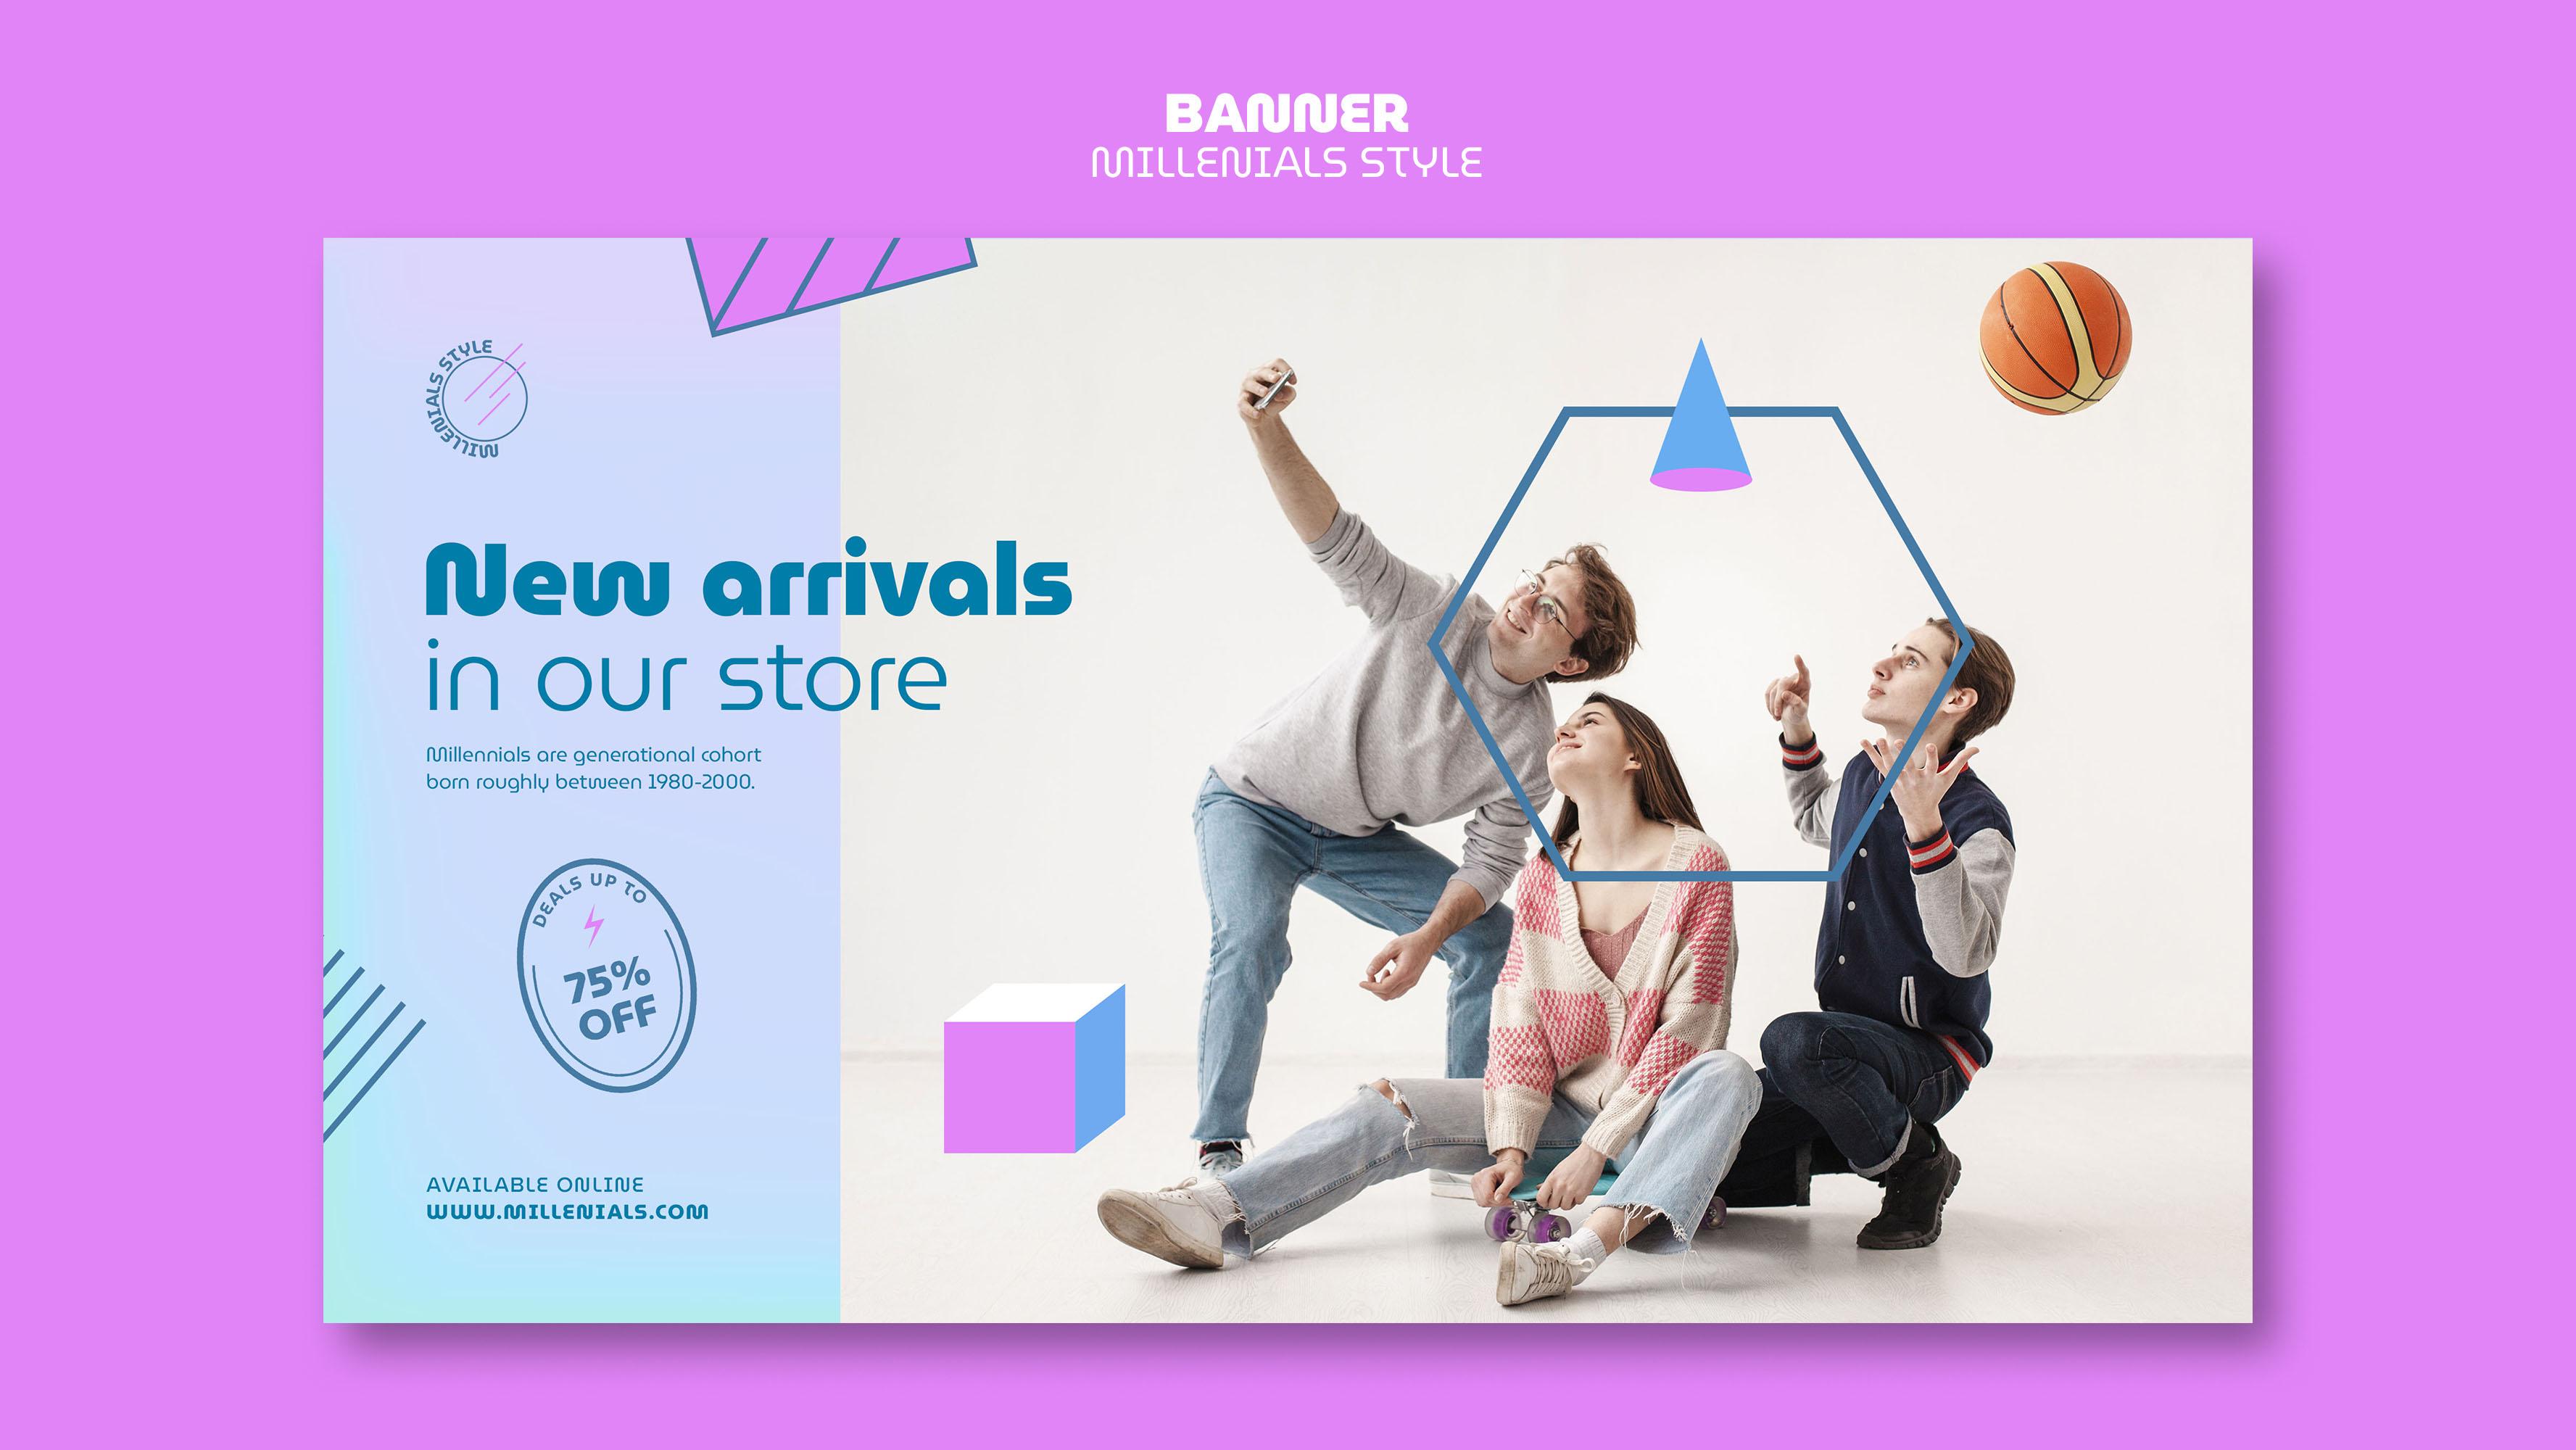 BANNER
MILLENIALS STYLE
MILLENIALS STYLE
New arrivals
in our store
Millennials are generational cohort
born roughly between 1980-2000.
DEALS UP TO
75%
OFF
AVAILABLE ONLINE
WWW.MILLENIALS.COM